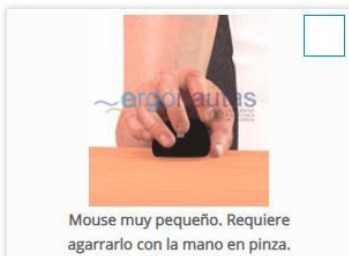 ergonautas
Mouse muy pequeño. Requiere
agarrarlo con la mano en pinza.